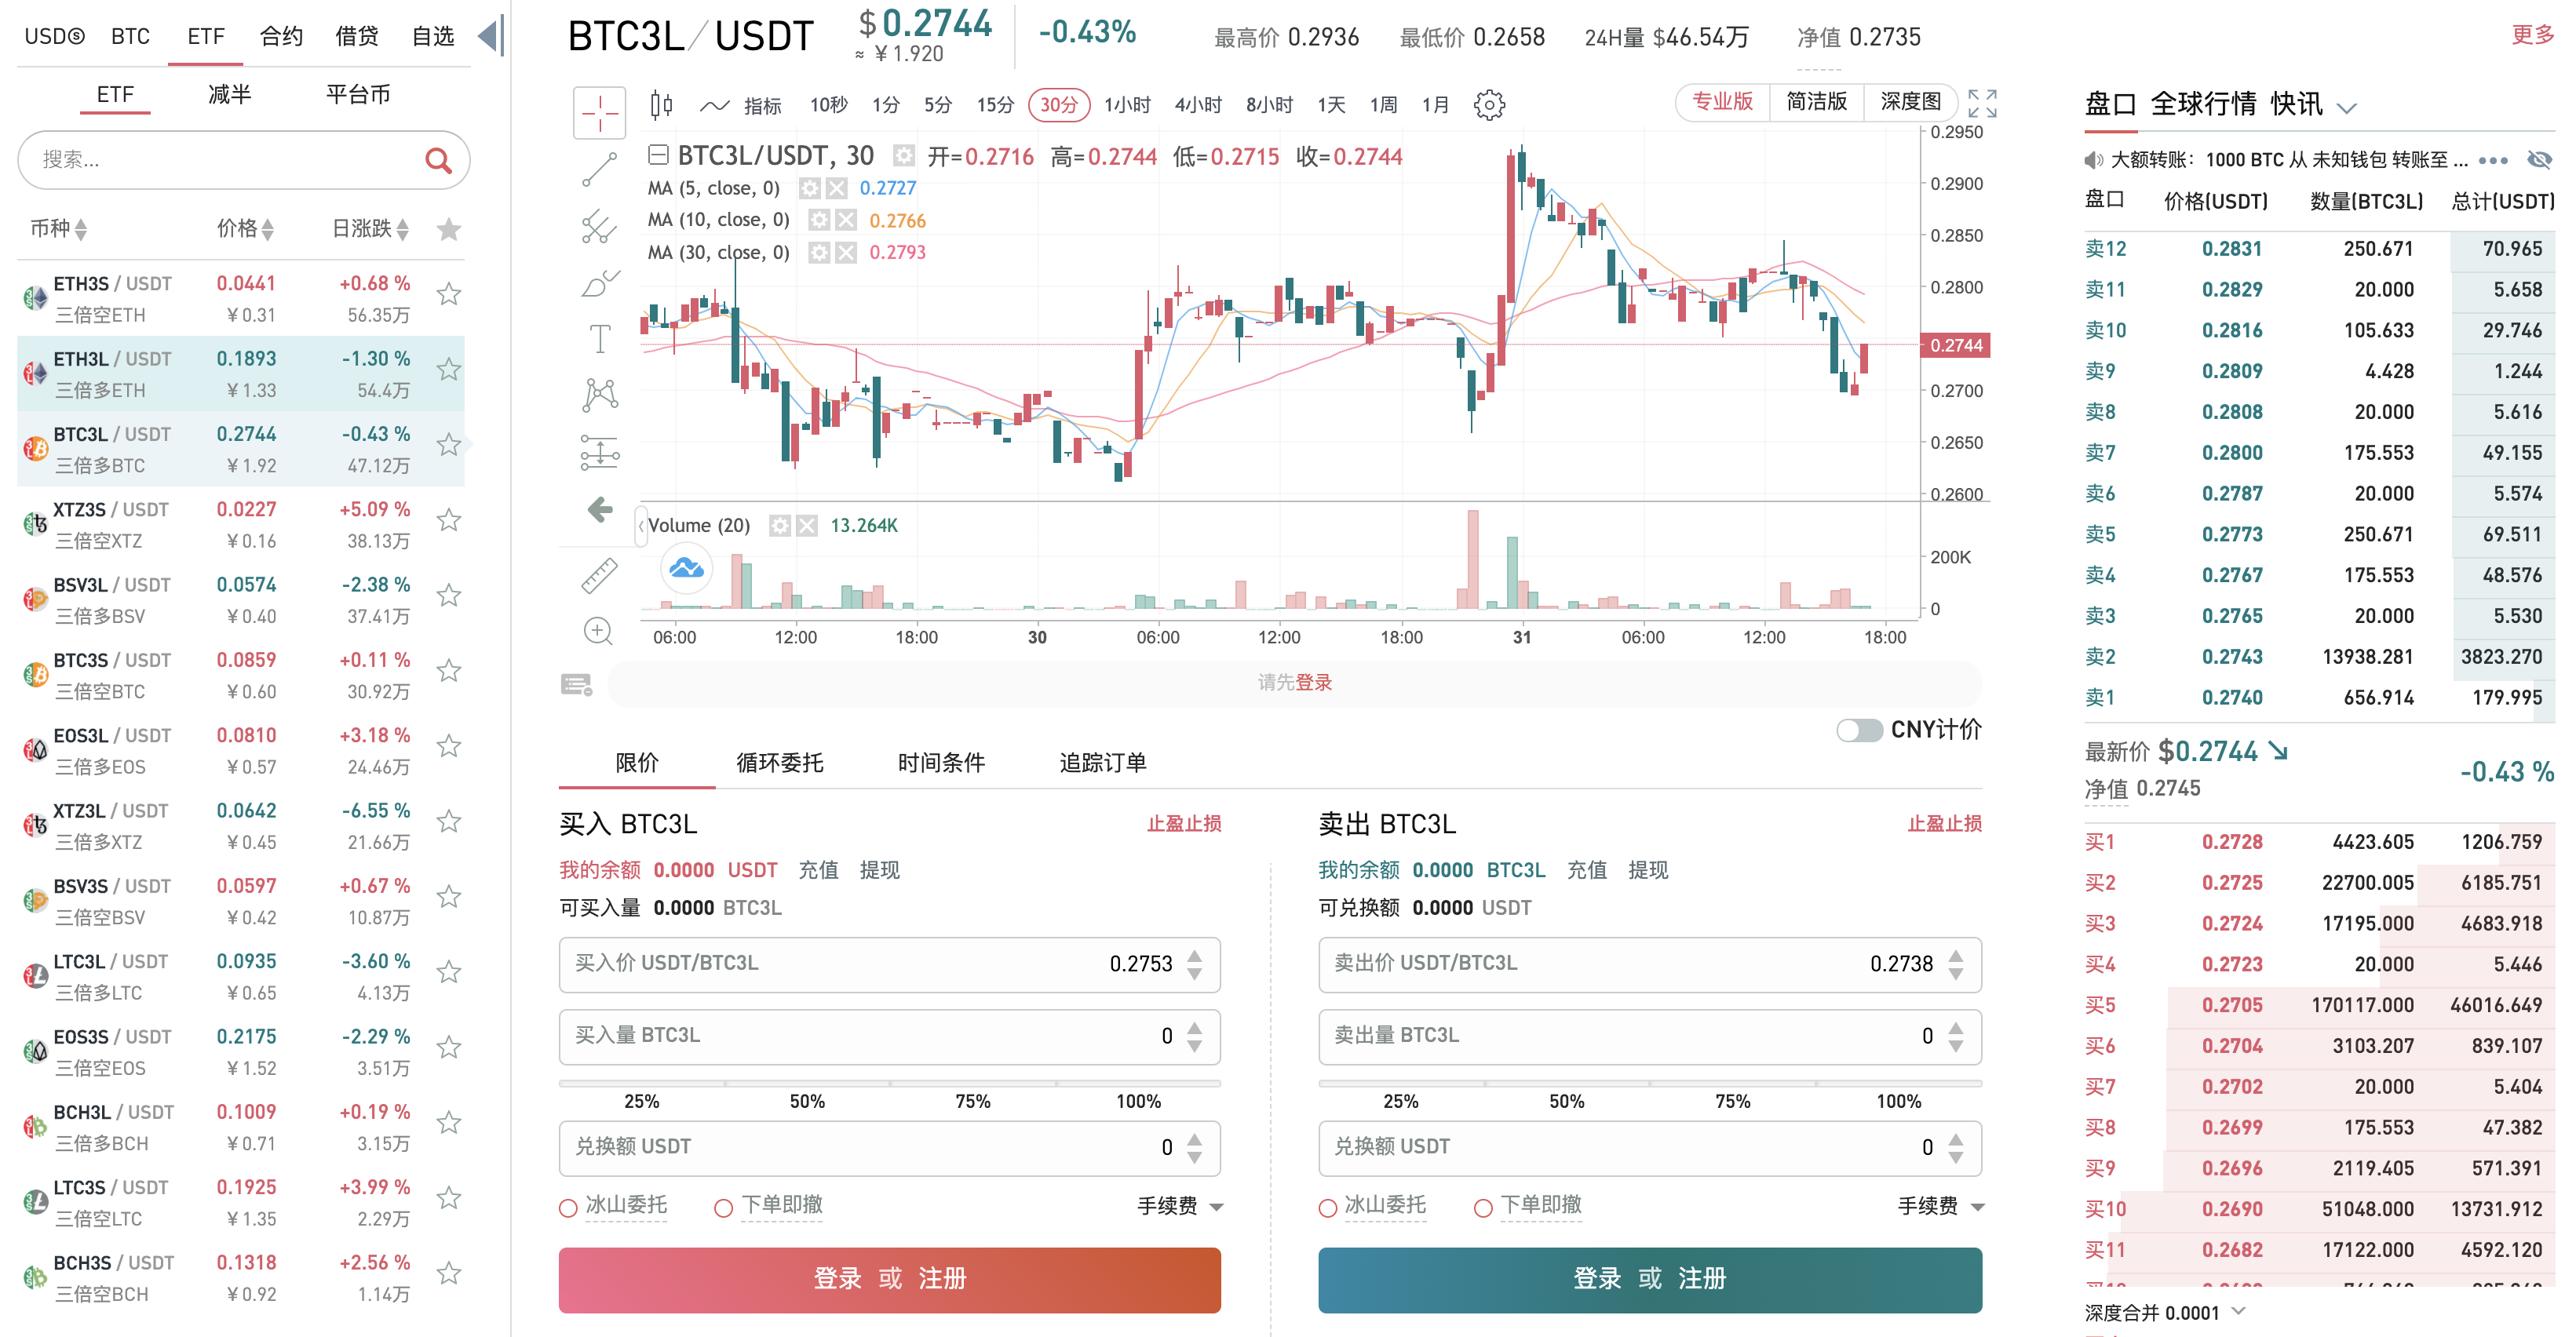 USDⓈ BTC ETF 合约 借贷 自选
ETF 减半 平台币
搜索...
币种 价格 日涨跌
ETH3S / USDT 0.0441 +0.68 %
三倍空ETH ¥0.31 56.35万
ETH3L / USDT 0.1893 -1.30 %
三倍多ETH ¥1.33 54.4万
BTC3L / USDT 0.2744 -0.43 %
三倍多BTC ¥1.92 47.12万
XTZ3S / USDT 0.0227 +5.09 %
三倍空XTZ ¥0.16 38.13万
BSV3L / USDT 0.0574 -2.38 %
三倍多BSV ¥0.40 37.41万
BTC3S / USDT 0.0859 +0.11 %
三倍空BTC ¥0.60 30.92万
EOS3L / USDT 0.0810 +3.18 %
三倍多EOS ¥0.57 24.46万
XTZ3L / USDT 0.0642 -6.55 %
三倍多XTZ ¥0.45 21.66万
BSV3S / USDT 0.0597 +0.67 %
三倍空BSV ¥0.42 10.87万
LTC3L / USDT 0.0935 -3.60 %
三倍多LTC ¥0.65 4.13万
EOS3S / USDT 0.2175 -2.29 %
三倍空EOS ¥1.52 3.51万
BCH3L / USDT 0.1009 +0.19 %
三倍多BCH ¥0.71 3.15万
LTC3S / USDT 0.1925 +3.99 %
三倍空LTC ¥1.35 2.29万
BCH3S / USDT 0.1318 +2.56 %
三倍空BCH ¥0.92 1.14万
BTC3L/USDT $0.2744 -0.43% 最高价 0.2936 最低价 0.2658 24H量 $46.54万 净值 0.2735 更多
≈ ¥1.920
指标 10秒 1分 5分 15分 30分 1小时 4小时 8小时 1天 1周 1月 专业版 简洁版 深度图
BTC3L/USDT, 30 开=0.2716 高=0.2744 低=0.2715 收=0.2744
MA (5, close, 0) 0.2727
MA (10, close, 0) 0.2766
MA (30, close, 0) 0.2793
0.2950
0.2900
0.2850
0.2800
0.2744
0.2700
0.2650
0.2600
Volume (20) 13.264K
200K
0
06:00 12:00 18:00 30 06:00 12:00 18:00 31 06:00 12:00 18:00
请先登录
CNY计价
限价 循环委托 时间条件 追踪订单
买入 BTC3L 止盈止损
我的余额 0.0000 USDT 充值 提现
可买入量 0.0000 BTC3L
买入价 USDT/BTC3L 0.2753
买入量 BTC3L 0
25% 50% 75% 100%
兑换额 USDT 0
冰山委托 下单即撤 手续费
登录 或 注册
卖出 BTC3L 止盈止损
我的余额 0.0000 BTC3L 充值 提现
可兑换额 0.0000 USDT
卖出价 USDT/BTC3L 0.2738
卖出量 BTC3L 0
25% 50% 75% 100%
兑换额 USDT 0
冰山委托 下单即撤 手续费
登录 或 注册
盘口 全球行情 快讯
大额转账：1000 BTC 从 未知钱包 转账至 ...
盘口 价格(USDT) 数量(BTC3L) 总计(USDT)
卖12 0.2831 250.671 70.965
卖11 0.2829 20.000 5.658
卖10 0.2816 105.633 29.746
卖9 0.2809 4.428 1.244
卖8 0.2808 20.000 5.616
卖7 0.2800 175.553 49.155
卖6 0.2787 20.000 5.574
卖5 0.2773 250.671 69.511
卖4 0.2767 175.553 48.576
卖3 0.2765 20.000 5.530
卖2 0.2743 13938.281 3823.270
卖1 0.2740 656.914 179.995
最新价 $0.2744 ↘ -0.43 %
净值 0.2745
买1 0.2728 4423.605 1206.759
买2 0.2725 22700.005 6185.751
买3 0.2724 17195.000 4683.918
买4 0.2723 20.000 5.446
买5 0.2705 170117.000 46016.649
买6 0.2704 3103.207 839.107
买7 0.2702 20.000 5.404
买8 0.2699 175.553 47.382
买9 0.2696 2119.405 571.391
买10 0.2690 51048.000 13731.912
买11 0.2682 17122.000 4592.120
深度合并 0.0001